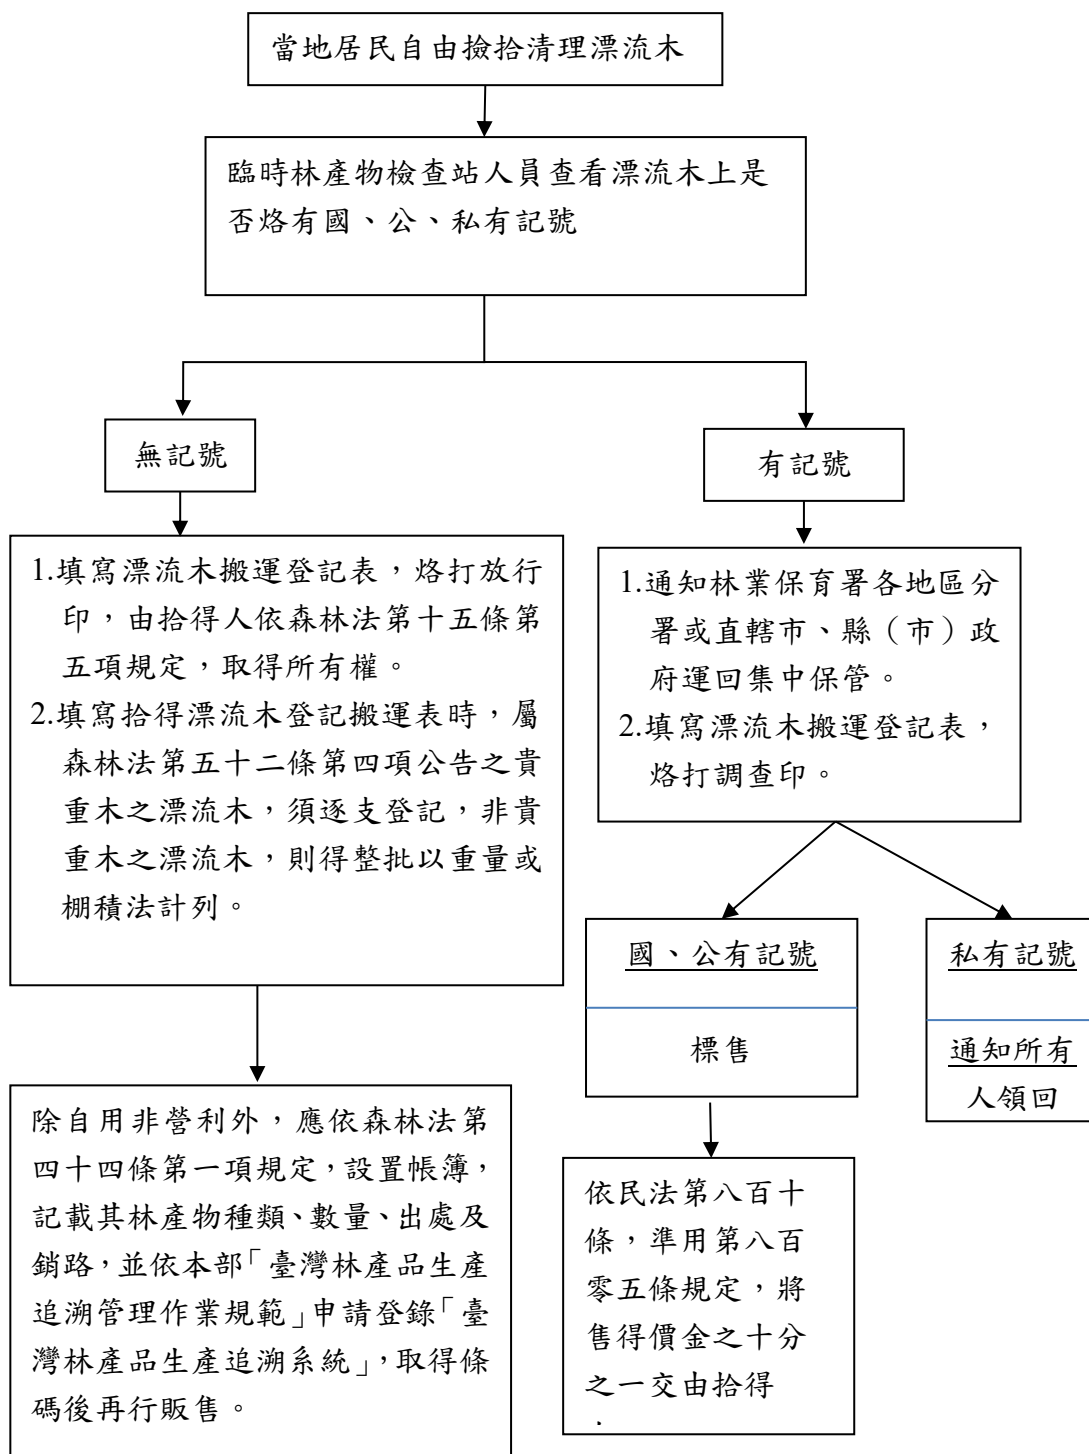 當地居民自由撿拾清理漂流木
臨時林產物檢查站人員查看漂流木上是
否烙有國、公、私有記號
無記號
有記號
1.填寫漂流木搬運登記表，烙打放行
印，由拾得人依森林法第十五條第
五項規定，取得所有權。
2.填寫拾得漂流木登記搬運表時，屬
森林法第五十二條第四項公告之貴
重木之漂流木，須逐支登記，非貴
重木之漂流木，則得整批以重量或
棚積法計列。
1.通知林業保育署各地區分
署或直轄市、縣（市）政
府運回集中保管。
2.填寫漂流木搬運登記表，
烙打調查印。
國、公有記號
標售
私有記號
通知所有
人領回
除自用非營利外，應依森林法第
四十四條第一項規定，設置帳簿，
記載其林產物種類、數量、出處及
銷路，並依本部「臺灣林產品生產
追溯管理作業規範」申請登錄「臺
灣林產品生產追溯系統」，取得條
碼後再行販售。
依民法第八百十
條，準用第八百
零五條規定，將
售得價金之十分
之一交由拾得